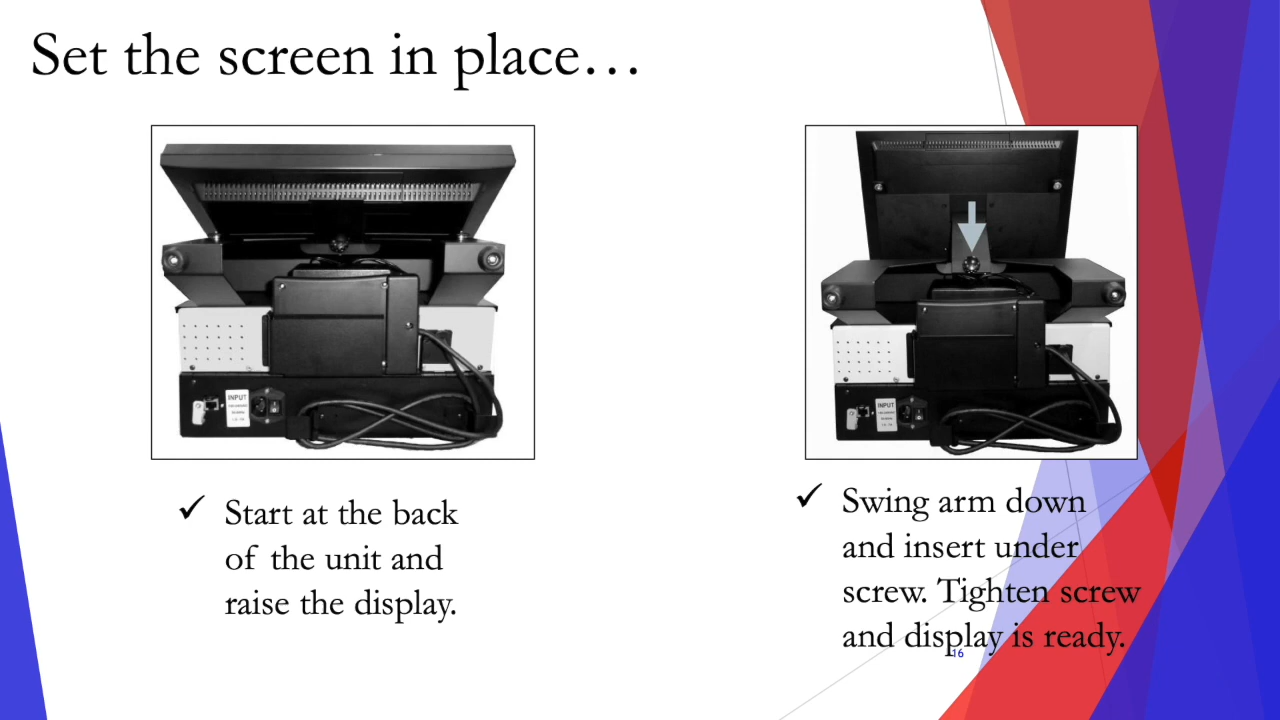 Set the screen in place…
INPUT
INPUT
Start at the back
of the unit and
raise the display.
Swing arm down
and insert under
screw. Tighten screw
and display is ready.
16